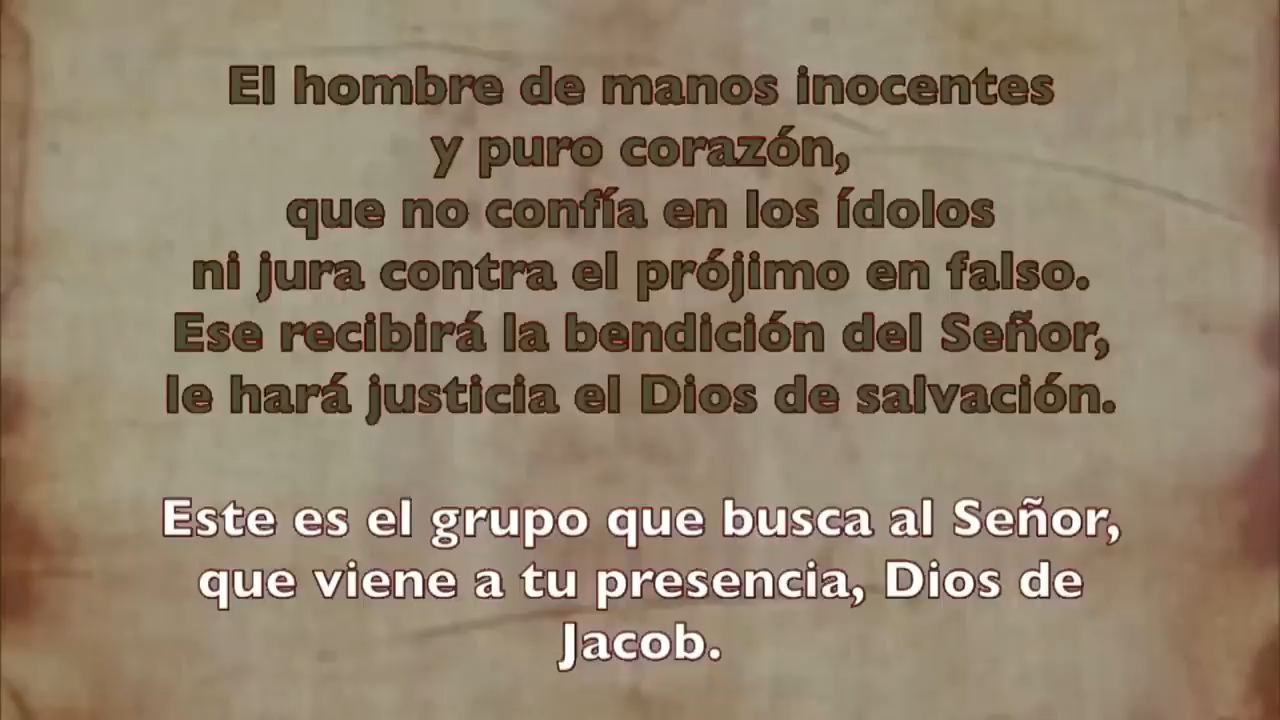 El hombre de manos inocentes
y puro corazón,
que no confía en los ídolos
ni jura contra el prójimo en falso.
Ese recibirá la bendición del Señor,
le hará justicia el Dios de salvación.
Este es el grupo que busca al Señor,
que viene a tu presencia, Dios de
Jacob.